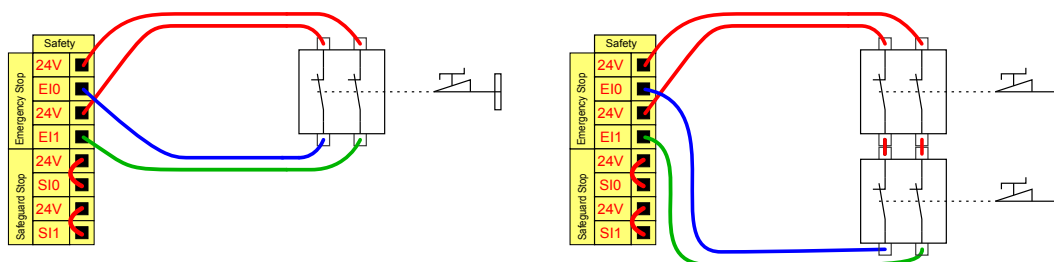 Safety
Emergency Stop
24V
EI0
24V
EI1
Safeguard Stop
24V
SI0
24V
SI1
Safety
Emergency Stop
24V
EI0
24V
EI1
Safeguard Stop
24V
SI0
24V
SI1